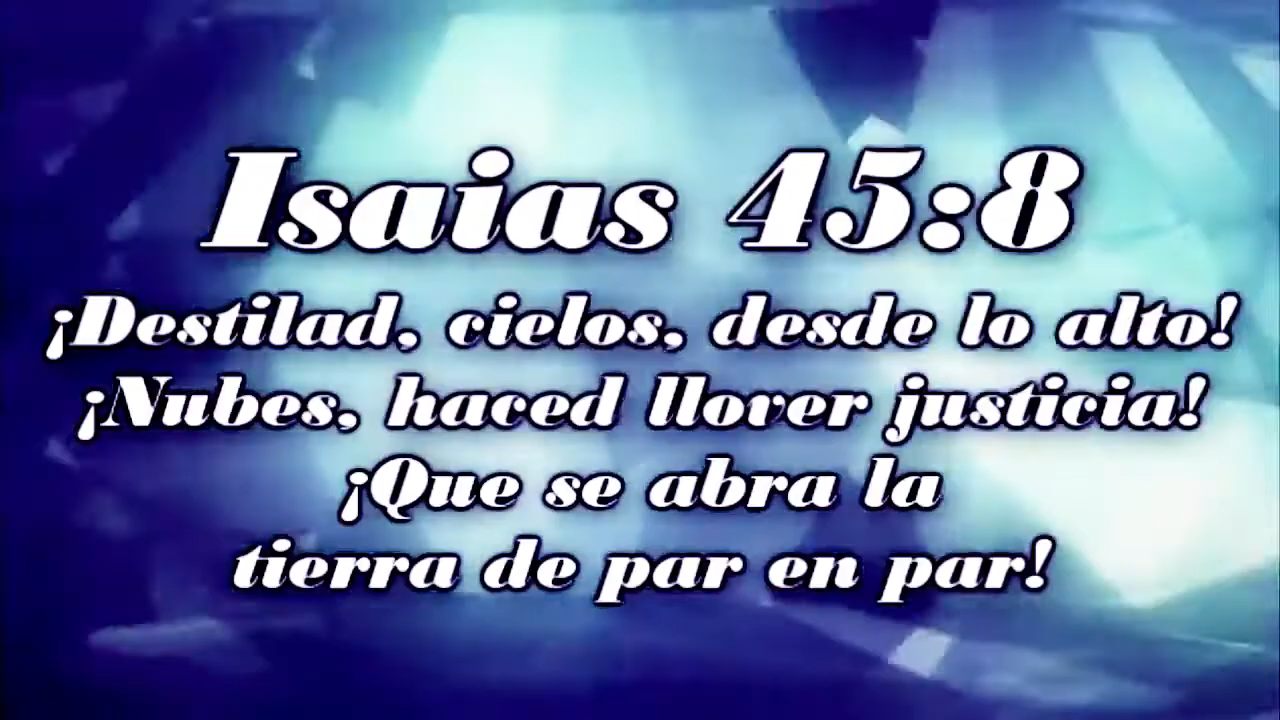 Isaias 45:8
¡Destilad, cielos, desde lo alto!
¡Nubes, haced llover justicia!
¡Que se abra la
tierra de par en par!